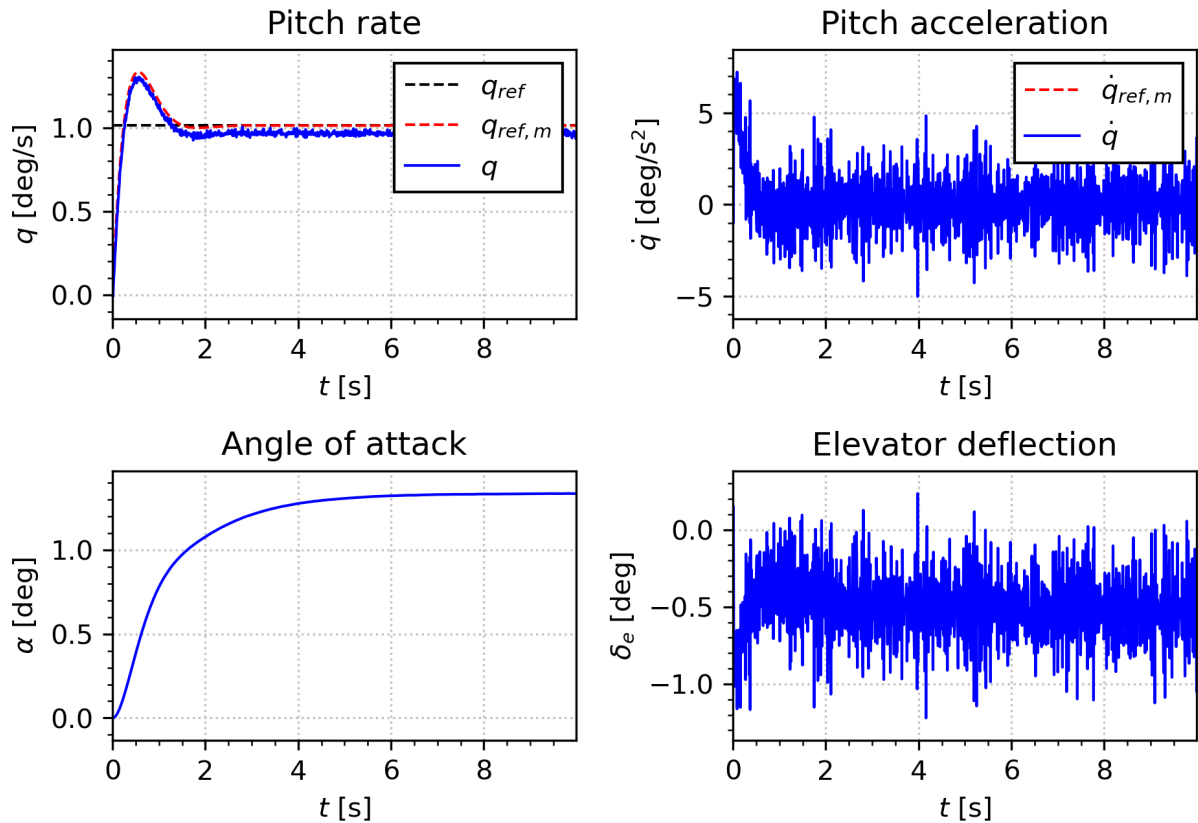 Pitch rate
q [deg/s]
1.0
0.5
0.0
q_ref
q_ref,m
q
0 2 4 6 8
t [s]
Pitch acceleration
q̇ [deg/s²]
5
0
−5
q̇_ref,m
q̇
0 2 4 6 8
t [s]
Angle of attack
α [deg]
1.0
0.5
0.0
0 2 4 6 8
t [s]
Elevator deflection
δ_e [deg]
0.0
−0.5
−1.0
0 2 4 6 8
t [s]